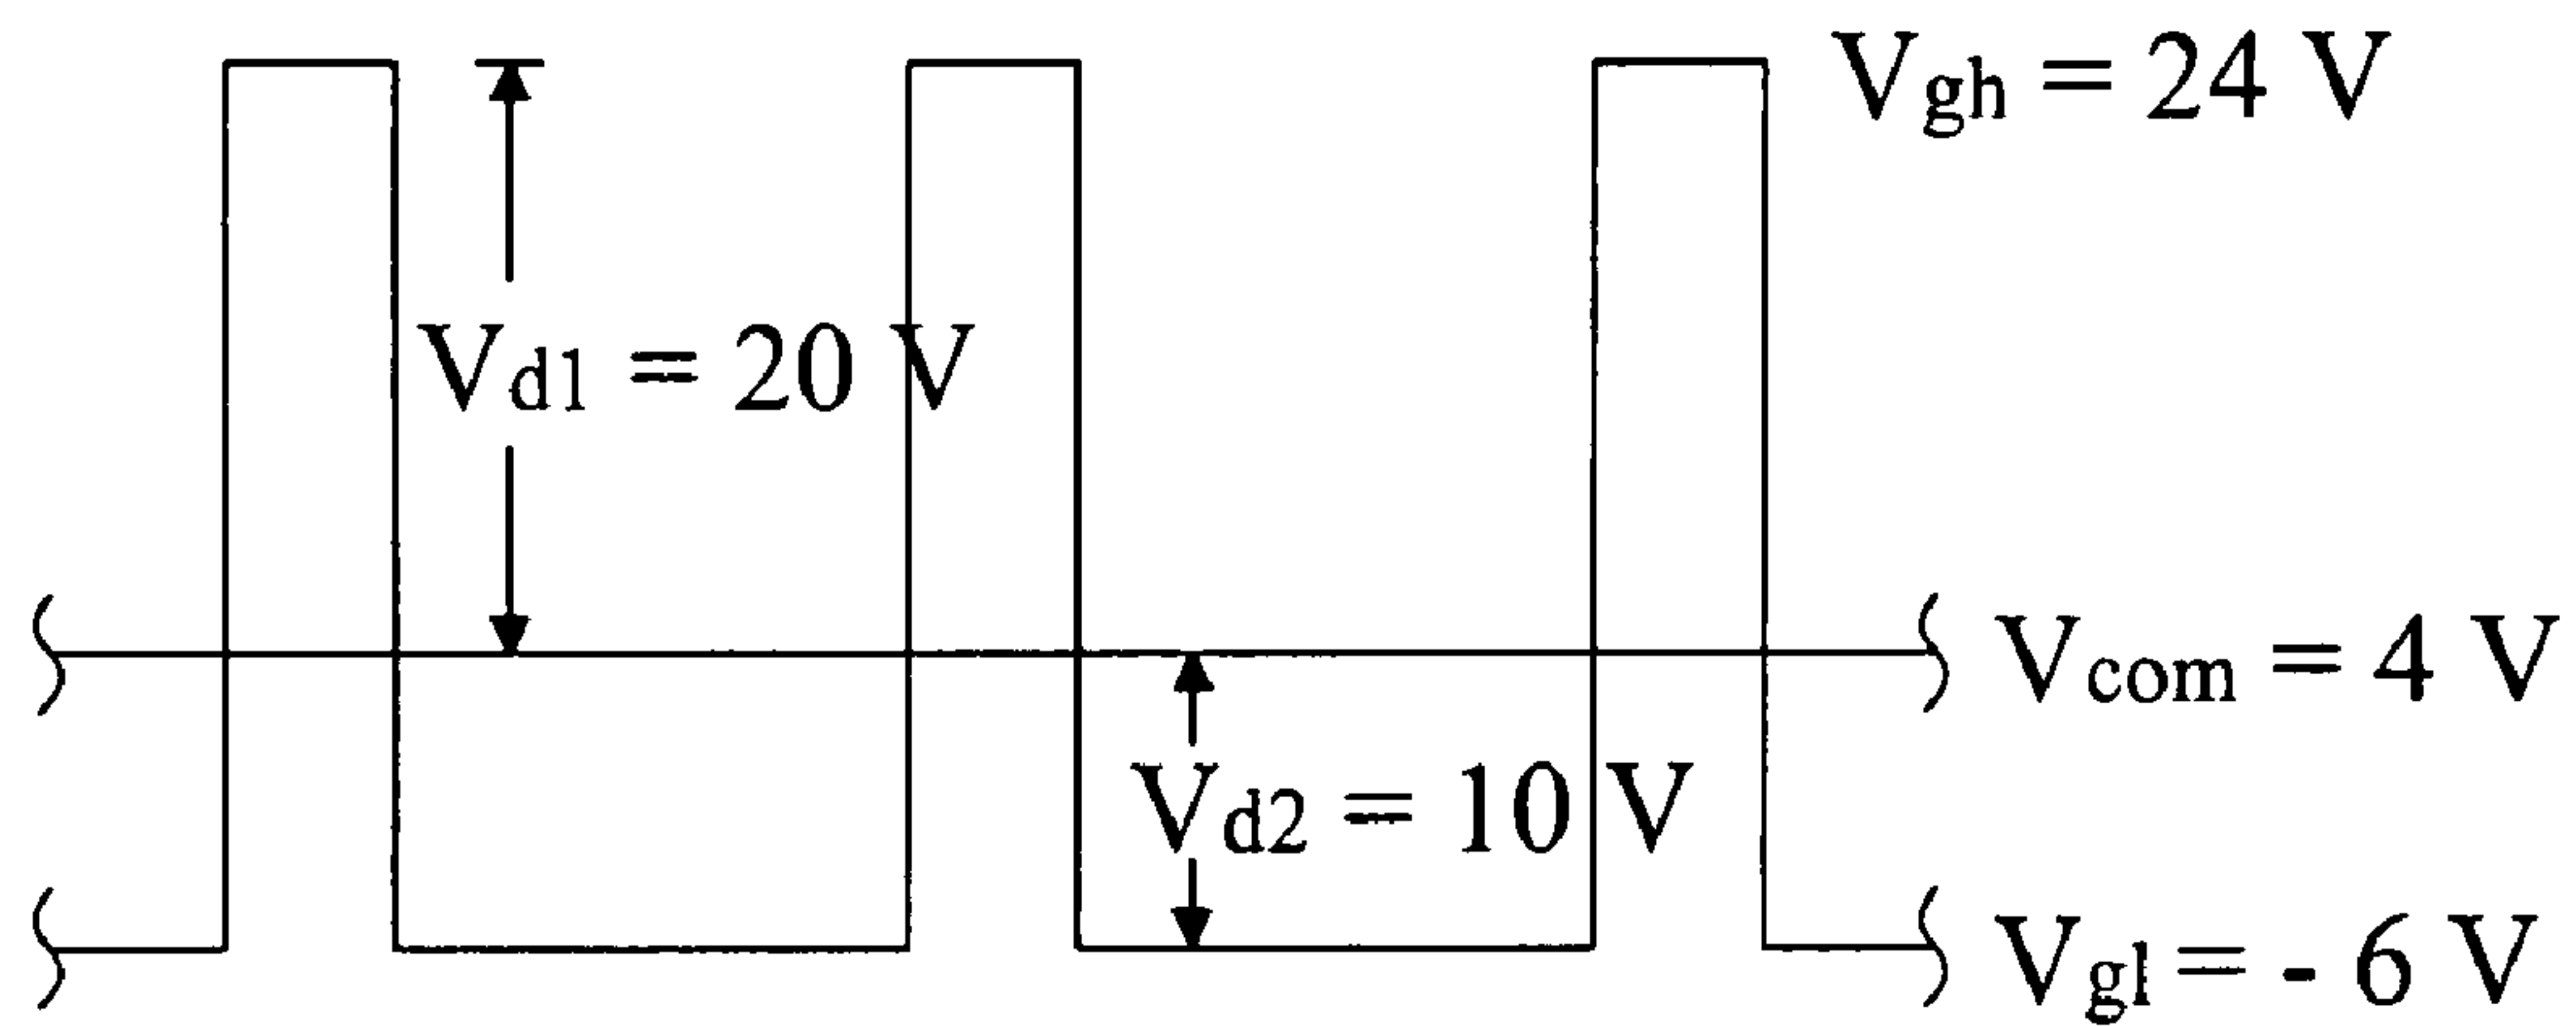 Vgh = 24 V
Vd1 = 20 V
Vcom = 4 V
Vd2 = 10 V
Vgl = - 6 V